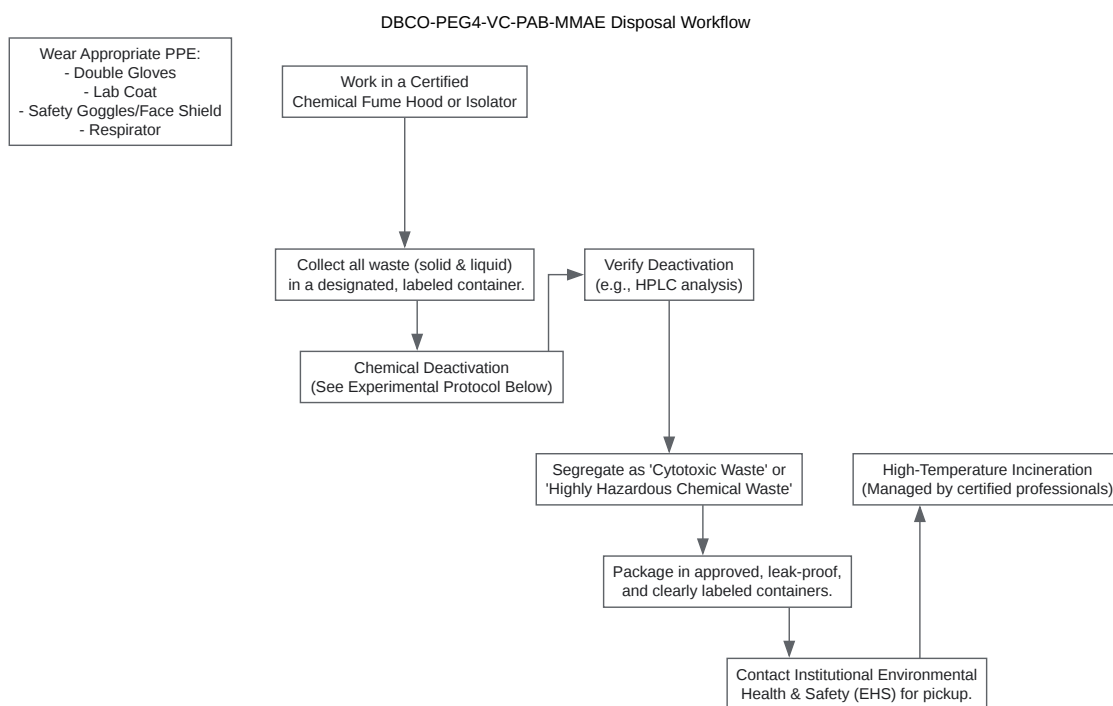 DBCO-PEG4-VC-PAB-MMAE Disposal Workflow
Wear Appropriate PPE:
- Double Gloves
- Lab Coat
- Safety Goggles/Face Shield
- Respirator
Work in a Certified
Chemical Fume Hood or Isolator
Collect all waste (solid & liquid)
in a designated, labeled container.
Verify Deactivation
(e.g., HPLC analysis)
Chemical Deactivation
(See Experimental Protocol Below)
Segregate as 'Cytotoxic Waste' or
'Highly Hazardous Chemical Waste'
High-Temperature Incineration
(Managed by certified professionals)
Package in approved, leak-proof,
and clearly labeled containers.
Contact Institutional Environmental
Health & Safety (EHS) for pickup.